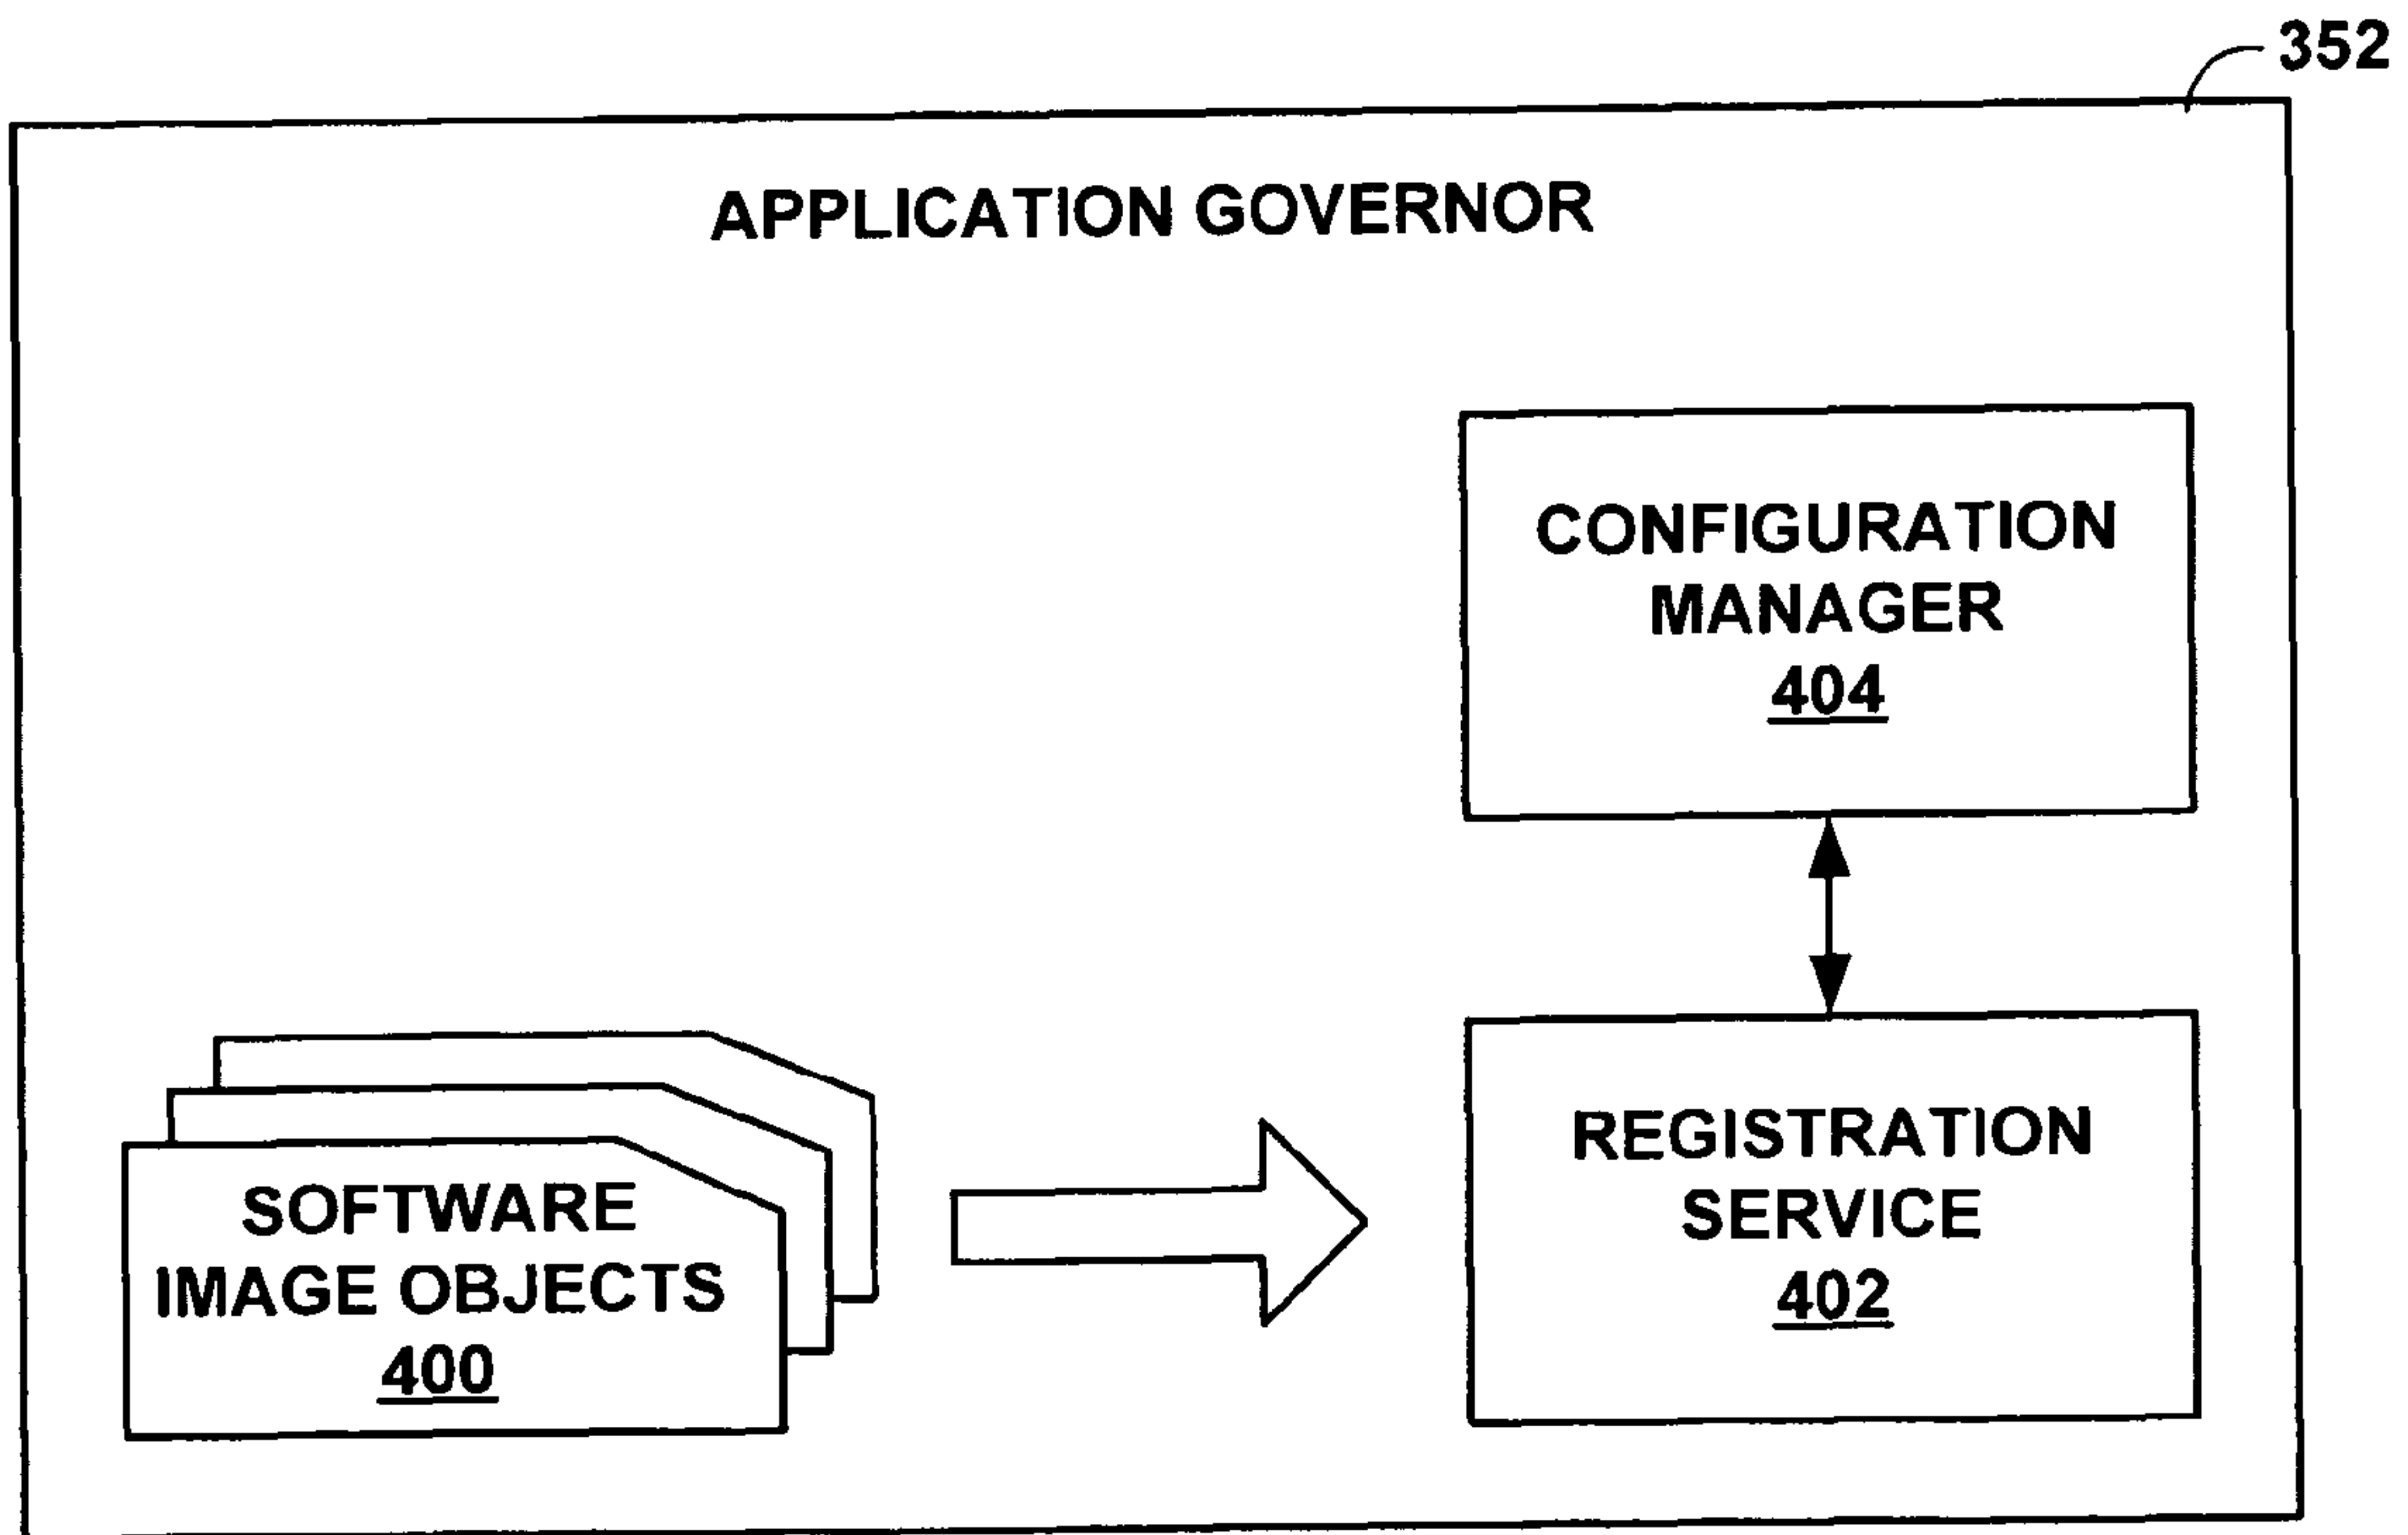 352
APPLICATION GOVERNOR
CONFIGURATION
MANAGER
404
SOFTWARE
IMAGE OBJECTS
400
REGISTRATION
SERVICE
402